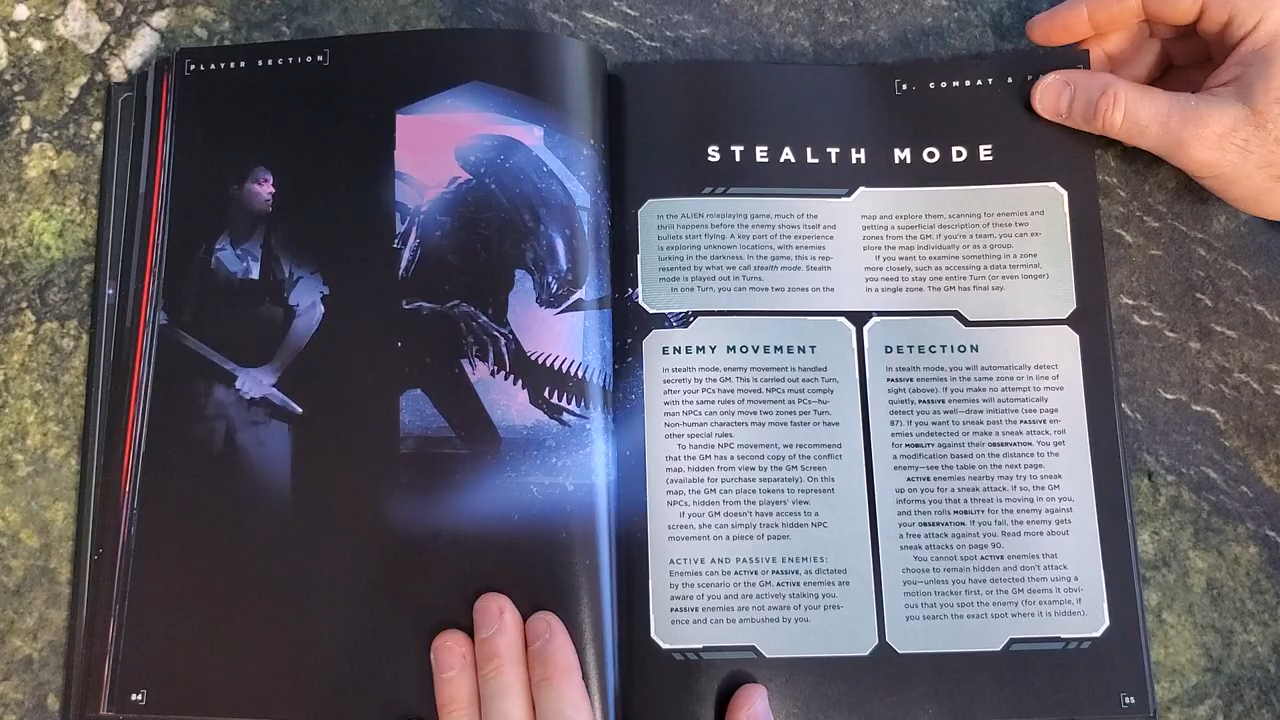 [PLAYER SECTION]
[5. COMBAT &
STEALTH MODE
In the ALIEN roleplaying game, much of the
thrill happens before the enemy shows itself and
bullets start flying. A key part of the experience
is exploring unknown locations, with enemies
lurking in the darkness. In the game, this is rep-
resented by what we call stealth mode. Stealth
mode is played out in Turns.
In one Turn, you can move two zones on the
map and explore them, scanning for enemies and
getting a superficial description of these two
zones from the GM. If you're a team, you can ex-
plore the map individually or as a group.
If you want to examine something in a zone
more closely, such as accessing a data terminal,
you need to stay one entire Turn (or even longer)
in a single zone. The GM has final say.
ENEMY MOVEMENT
In stealth mode, enemy movement is handled
secretly by the GM. This is carried out each Turn,
after your PCs have moved. NPCs must comply
with the same rules of movement as PCs—hu-
man NPCs can only move two zones per Turn.
Non-human characters may move faster or have
other special rules.
To handle NPC movement, we recommend
that the GM has a second copy of the conflict
map, hidden from view by the GM Screen
(available for purchase separately). On this
map, the GM can place tokens to represent
NPCs, hidden from the players' view.
If your GM doesn't have access to a
screen, she can simply track hidden NPC
movement on a piece of paper.
ACTIVE AND PASSIVE ENEMIES:
Enemies can be ACTIVE or PASSIVE, as dictated
by the scenario or the GM. ACTIVE enemies are
aware of you and are actively stalking you.
PASSIVE enemies are not aware of your pres-
ence and can be ambushed by you.
DETECTION
In stealth mode, you will automatically detect
PASSIVE enemies in the same zone or in line of
sight (above). If you make no attempt to move
quietly, PASSIVE enemies will automatically
detect you as well—draw initiative (see page
87). If you want to sneak past the PASSIVE en-
emies undetected or make a sneak attack, roll
for MOBILITY against their OBSERVATION. You get
a modification based on the distance to the
enemy—see the table on the next page.
ACTIVE enemies nearby may try to sneak
up on you for a sneak attack. If so, the GM
informs you that a threat is moving in on you,
and then rolls MOBILITY for the enemy against
your OBSERVATION. If you fail, the enemy gets
a free attack against you. Read more about
sneak attacks on page 90.
You cannot spot ACTIVE enemies that
choose to remain hidden and don't attack
you—unless you have detected them using a
motion tracker first, or the GM deems it obvi-
ous that you spot the enemy (for example, if
you search the exact spot where it is hidden).
84]
[85